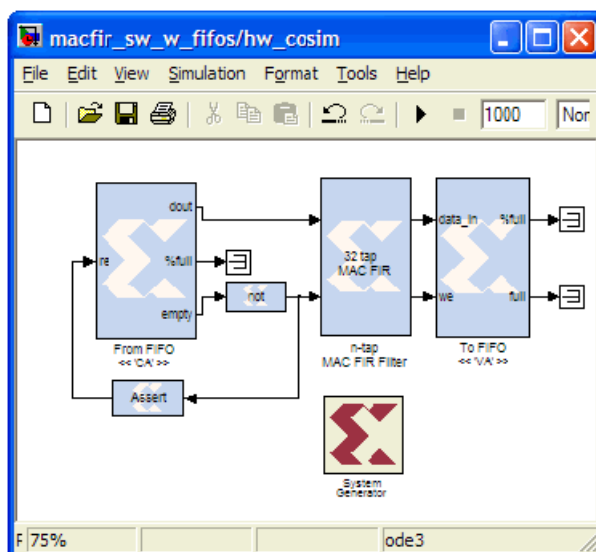 macfir_sw_w_fifos/hw_cosim
File Edit View Simulation Format Tools Help
1000 Nor
dout
re
%full
empty
From FIFO
<< 'CA' >>
not
Assert
32 tap
MAC FIR
n-tap
MAC FIR Filter
data_in
%full
we
full
To FIFO
<< 'VA' >>
System
Generator
F 75% ode3